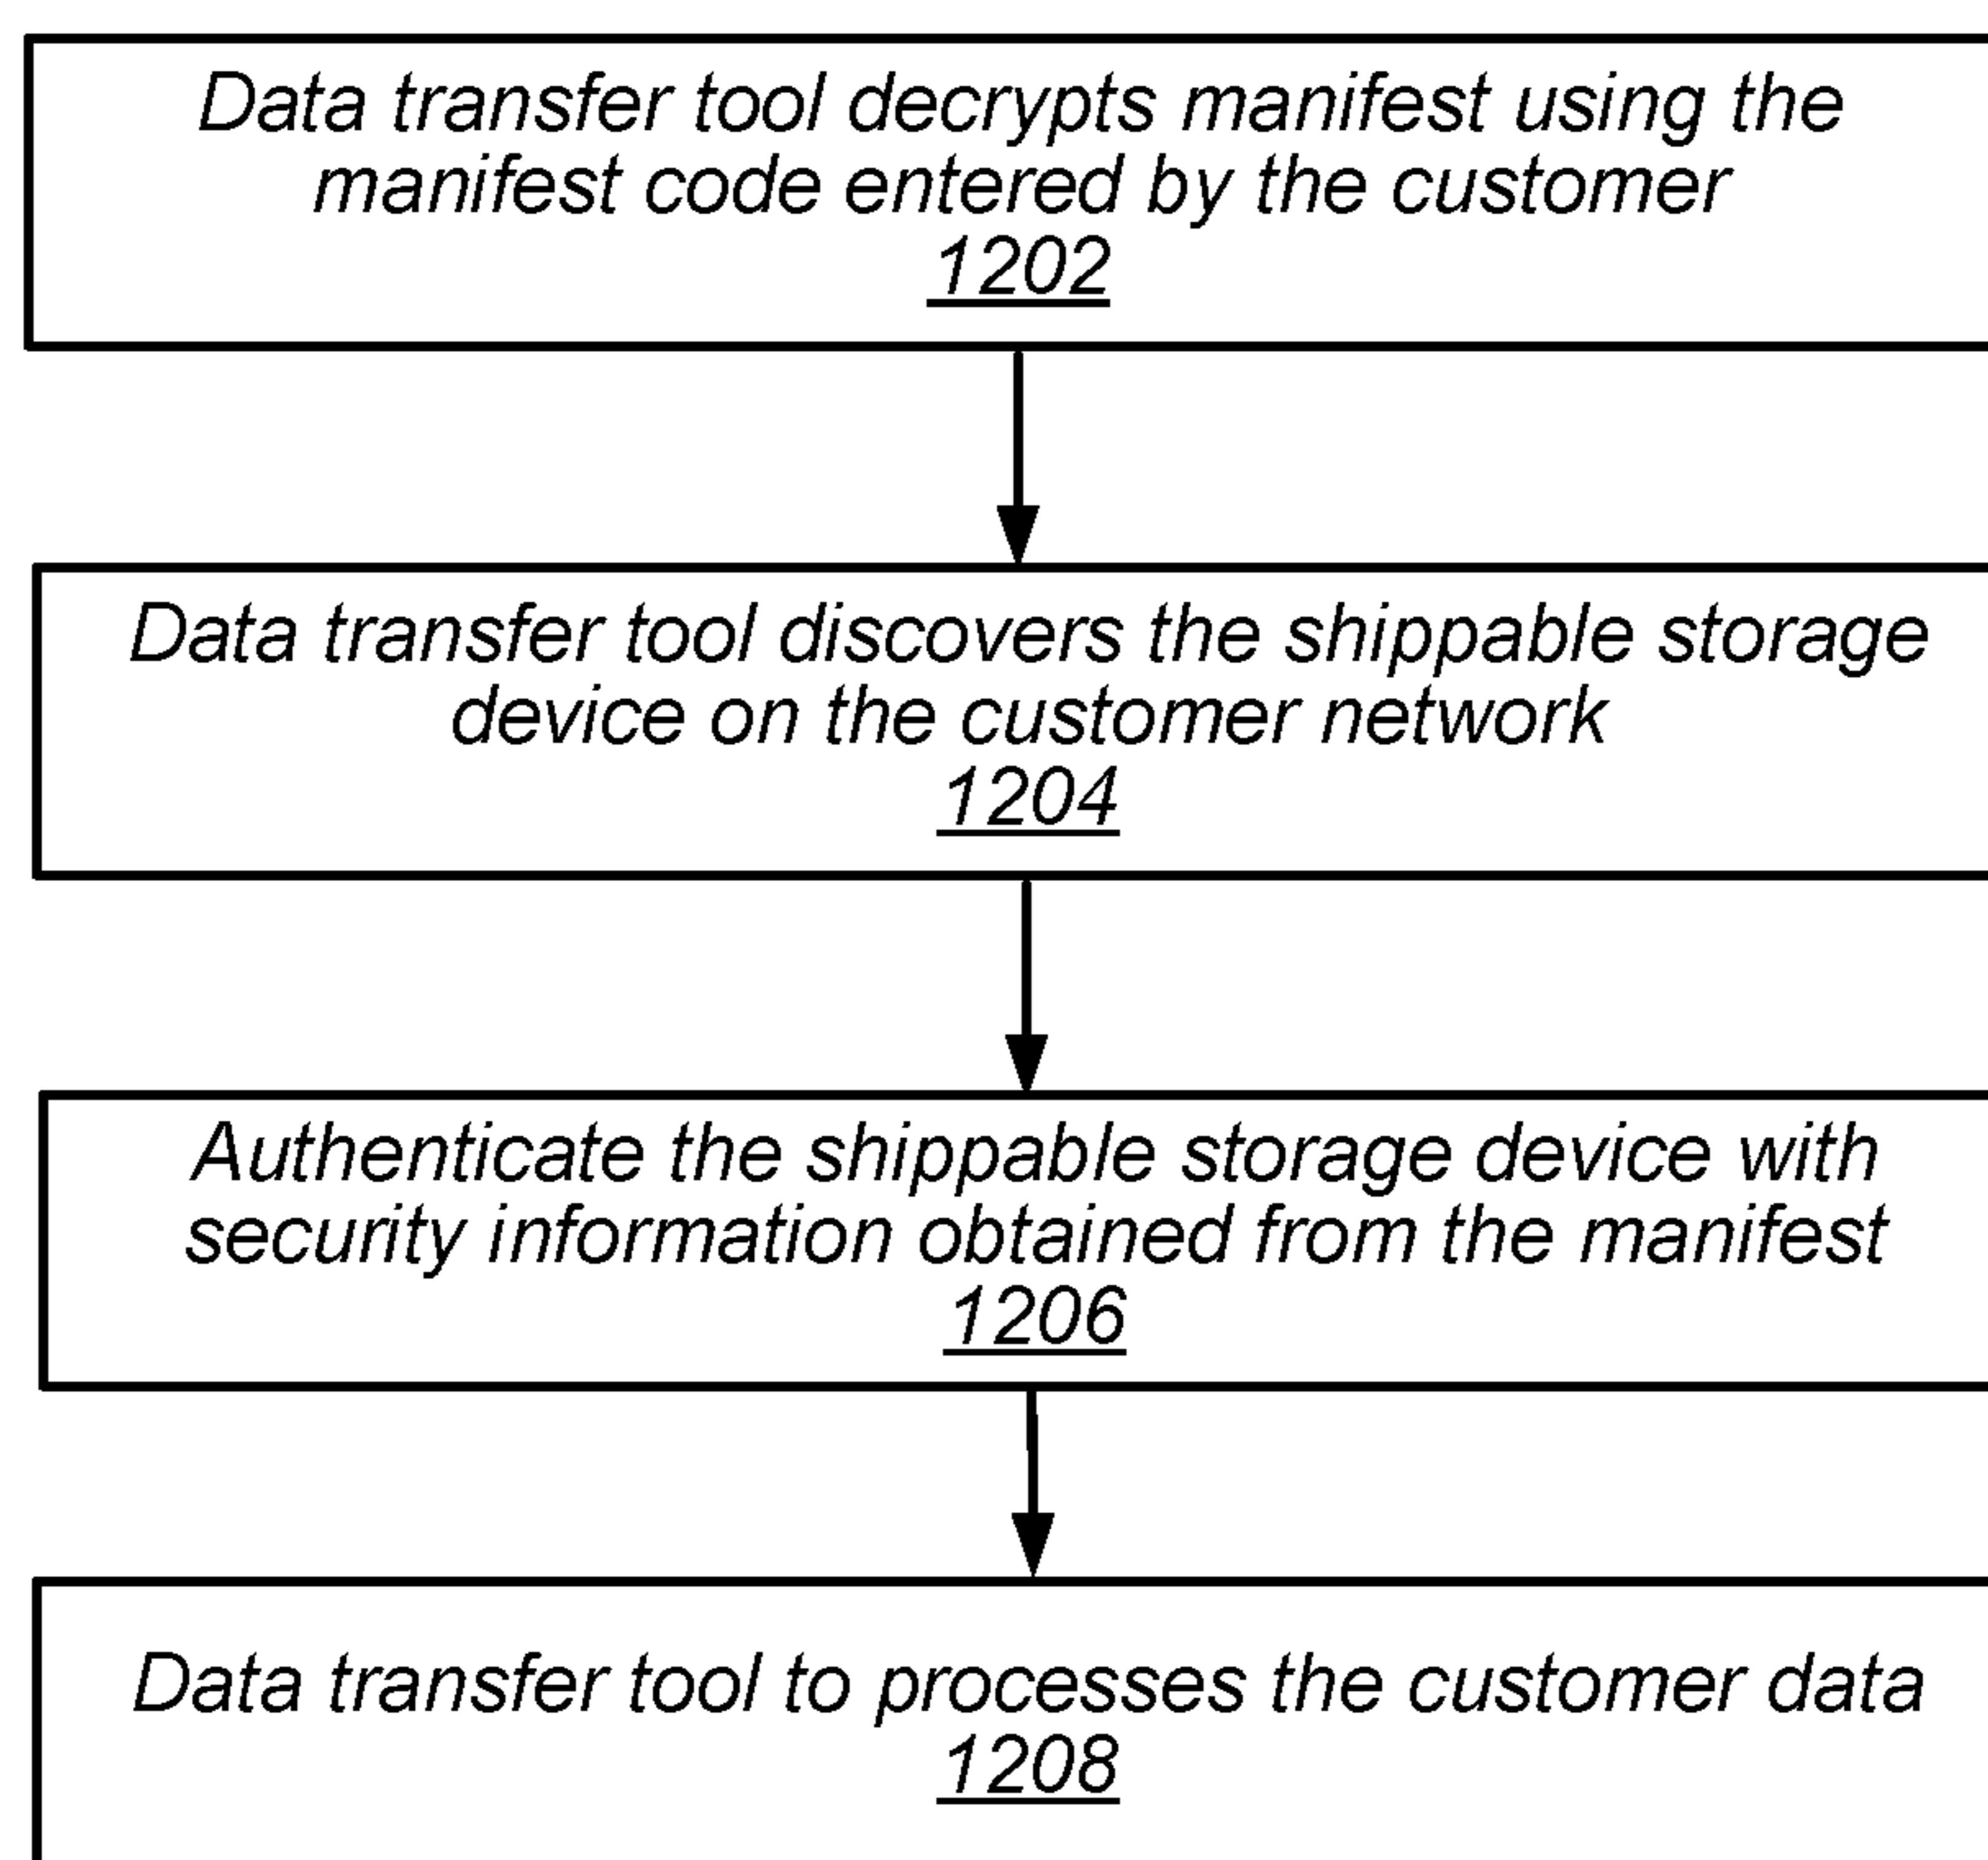 Data transfer tool decrypts manifest using the
manifest code entered by the customer
1202
Data transfer tool discovers the shippable storage
device on the customer network
1204
Authenticate the shippable storage device with
security information obtained from the manifest
1206
Data transfer tool to processes the customer data
1208